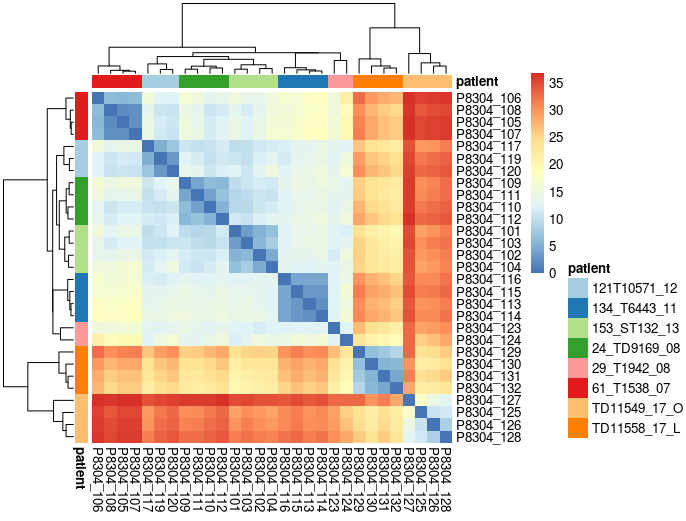 patient
P8304_106
P8304_108
P8304_105
P8304_107
P8304_117
P8304_119
P8304_120
P8304_109
P8304_111
P8304_110
P8304_112
P8304_101
P8304_103
P8304_102
P8304_104
P8304_116
P8304_115
P8304_113
P8304_114
P8304_123
P8304_124
P8304_129
P8304_130
P8304_131
P8304_132
P8304_127
P8304_125
P8304_126
P8304_128
35
30
25
20
15
10
5
0
patient
121T10571_12
134_T6443_11
153_ST132_13
24_TD9169_08
29_T1942_08
61_T1538_07
TD11549_17_O
TD11558_17_L
patient
P8304_106
P8304_108
P8304_105
P8304_107
P8304_117
P8304_119
P8304_120
P8304_109
P8304_111
P8304_110
P8304_112
P8304_101
P8304_103
P8304_102
P8304_104
P8304_116
P8304_115
P8304_113
P8304_114
P8304_123
P8304_124
P8304_129
P8304_130
P8304_131
P8304_132
P8304_127
P8304_125
P8304_126
P8304_128